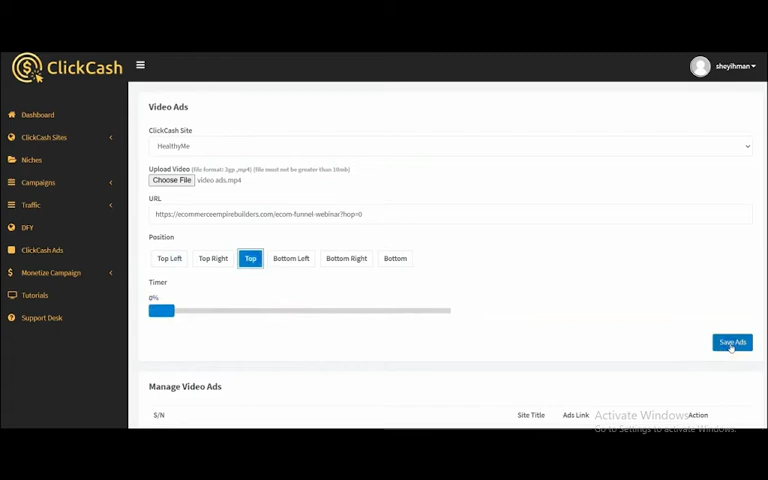 ClickCash
sheyihman
Dashboard
ClickCash Sites
Niches
Campaigns
Traffic
DFY
ClickCash Ads
$ Monetize Campaign
Tutorials
Support Desk
Video Ads
ClickCash Site
HealthyMe
Upload Video (file format: 3gp ,mp4) (file must not be greater than 10mb)
Choose File video ads.mp4
URL
https://ecommerceempirebuilders.com/ecom-funnel-webinar?hop=0
Position
Top Left Top Right Top Bottom Left Bottom Right Bottom
Timer
0%
Save Ads
Manage Video Ads
S/N Site Title Ads Link Action
Activate Windows
Go to Settings to activate Windows.